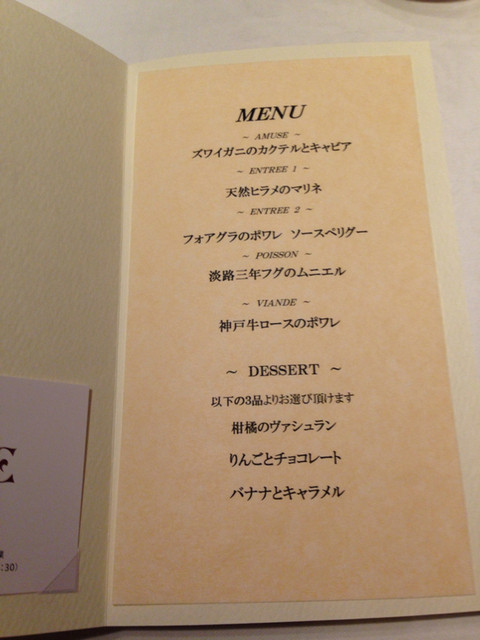 MENU
~ AMUSE ~
ズワイガニのカクテルとキャビア
~ ENTREE 1 ~
天然ヒラメのマリネ
~ ENTREE 2 ~
フォアグラのポワレ ソースペリグー
~ POISSON ~
淡路三年フグのムニエル
~ VIANDE ~
神戸牛ロースのポワレ
~ DESSERT ~
以下の3品よりお選び頂けます
柑橘のヴァシュラン
りんごとチョコレート
バナナとキャラメル
:30)